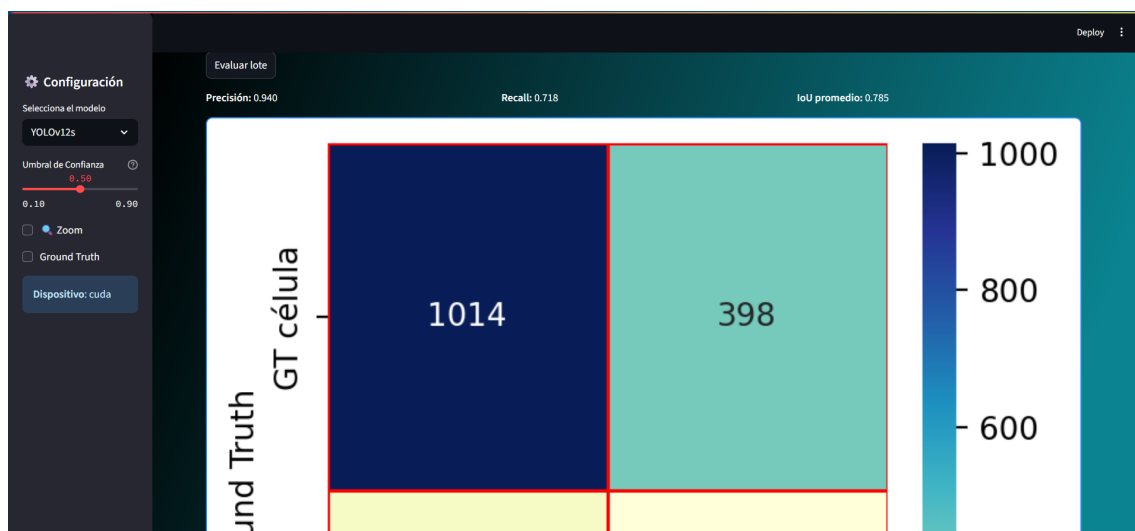 Deploy
Configuración
Selecciona el modelo
YOLOv12s
Umbral de Confianza
0.50
0.10 0.90
Zoom
Ground Truth
Dispositivo: cuda
Evaluar lote
Precisión: 0.940 Recall: 0.718 IoU promedio: 0.785
GT célula
und Truth
1014 398
1000
800
600